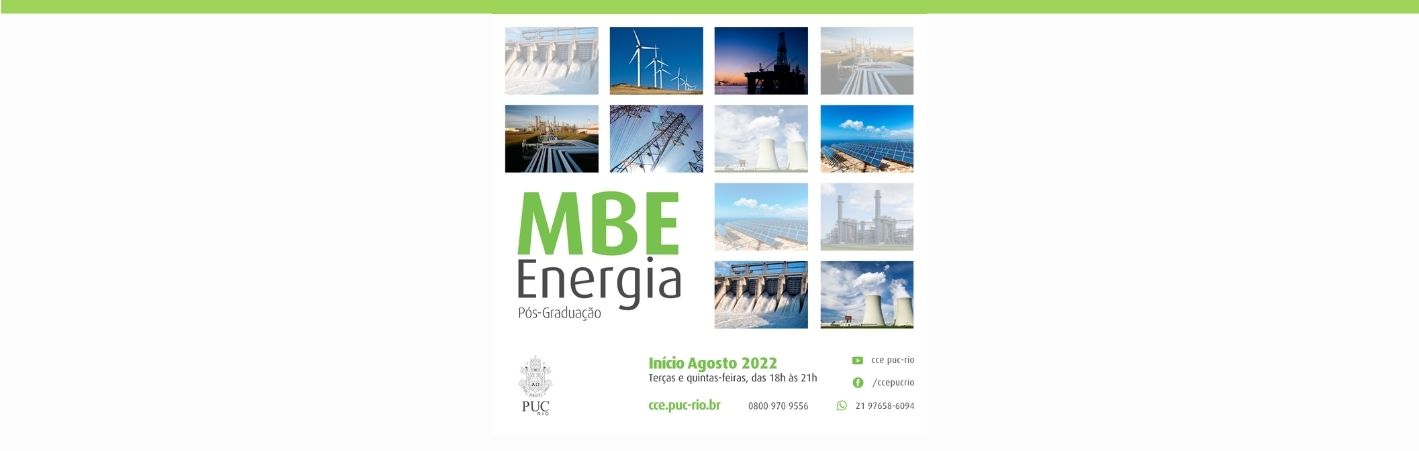 MBE
Energia
Pós-Graduação
PUC
RIO
Início Agosto 2022
Terças e quintas-feiras, das 18h às 21h
cce.puc-rio.br
0800 970 9556
cce puc-rio
/ccepucrio
21 97658-6094